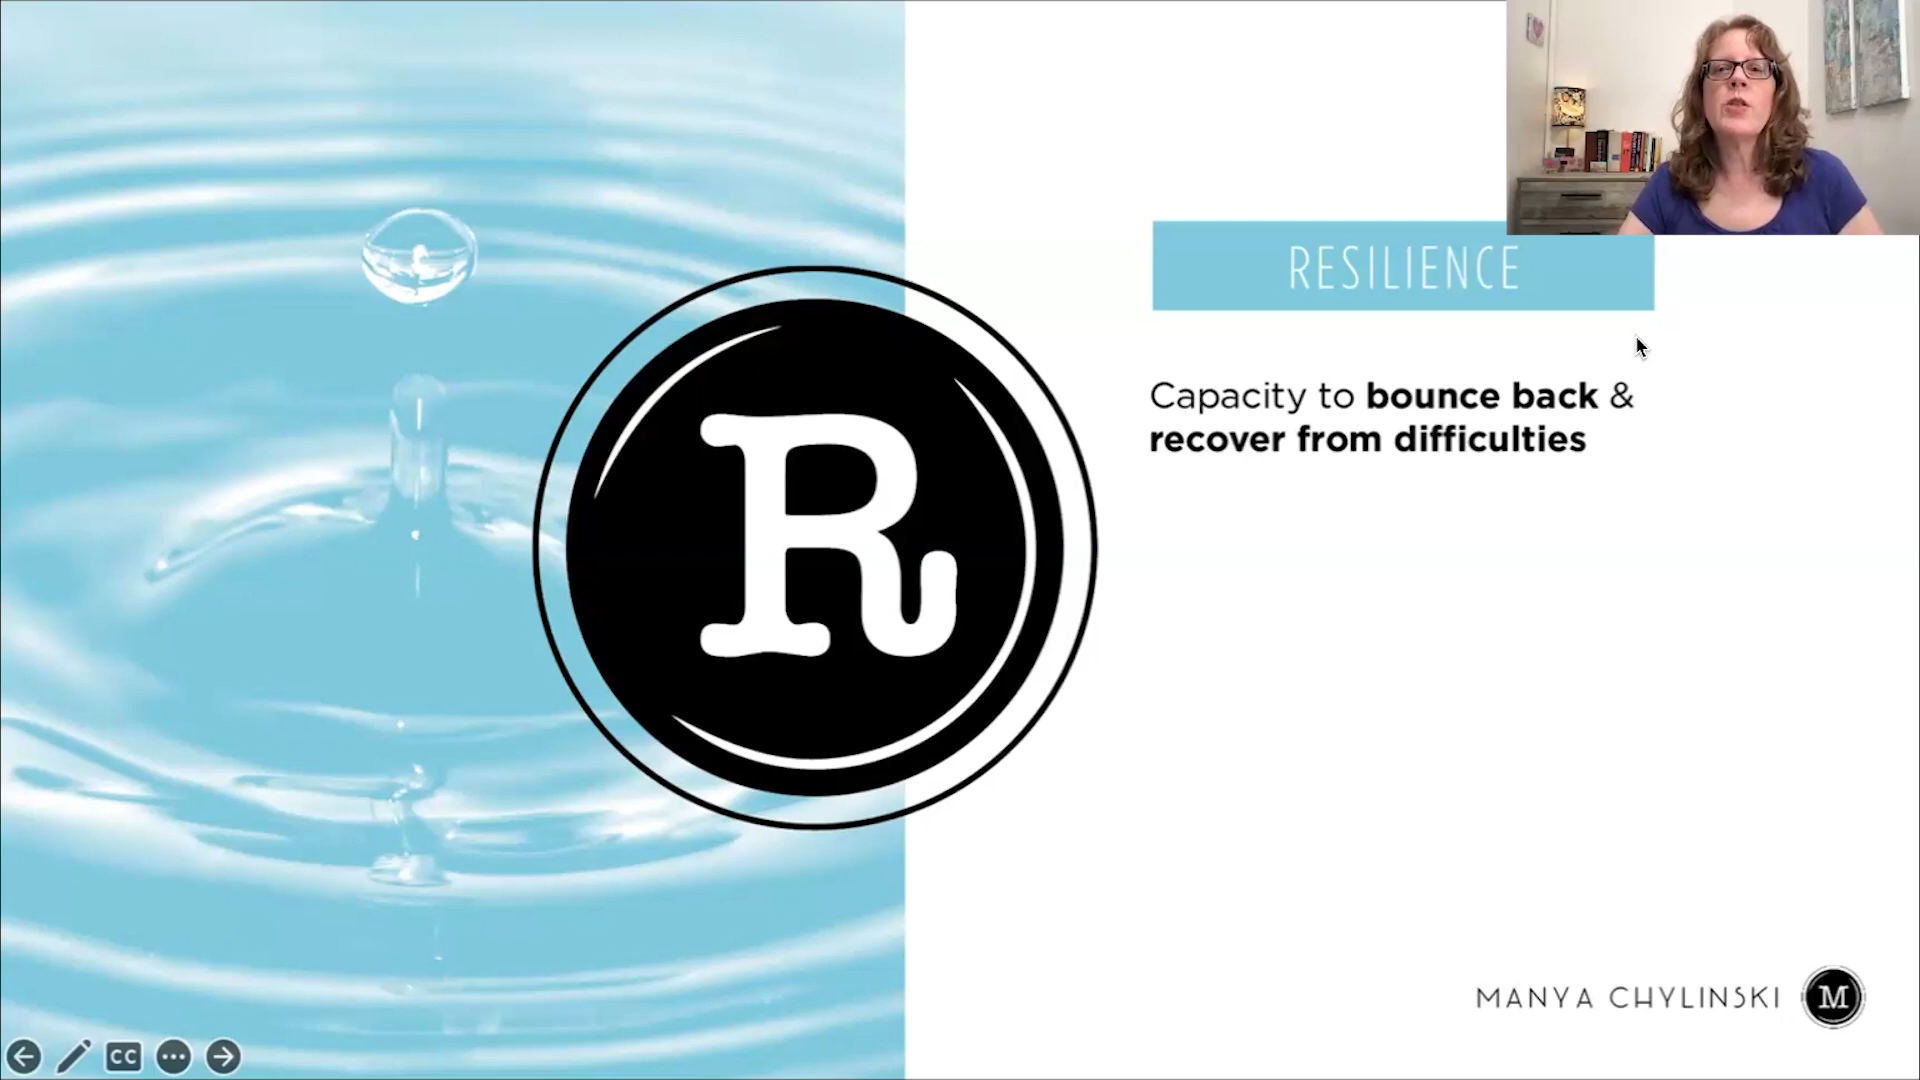 RESILIENCE
Capacity to bounce back &
recover from difficulties
R
MANYA CHYLINSKI
M
CC